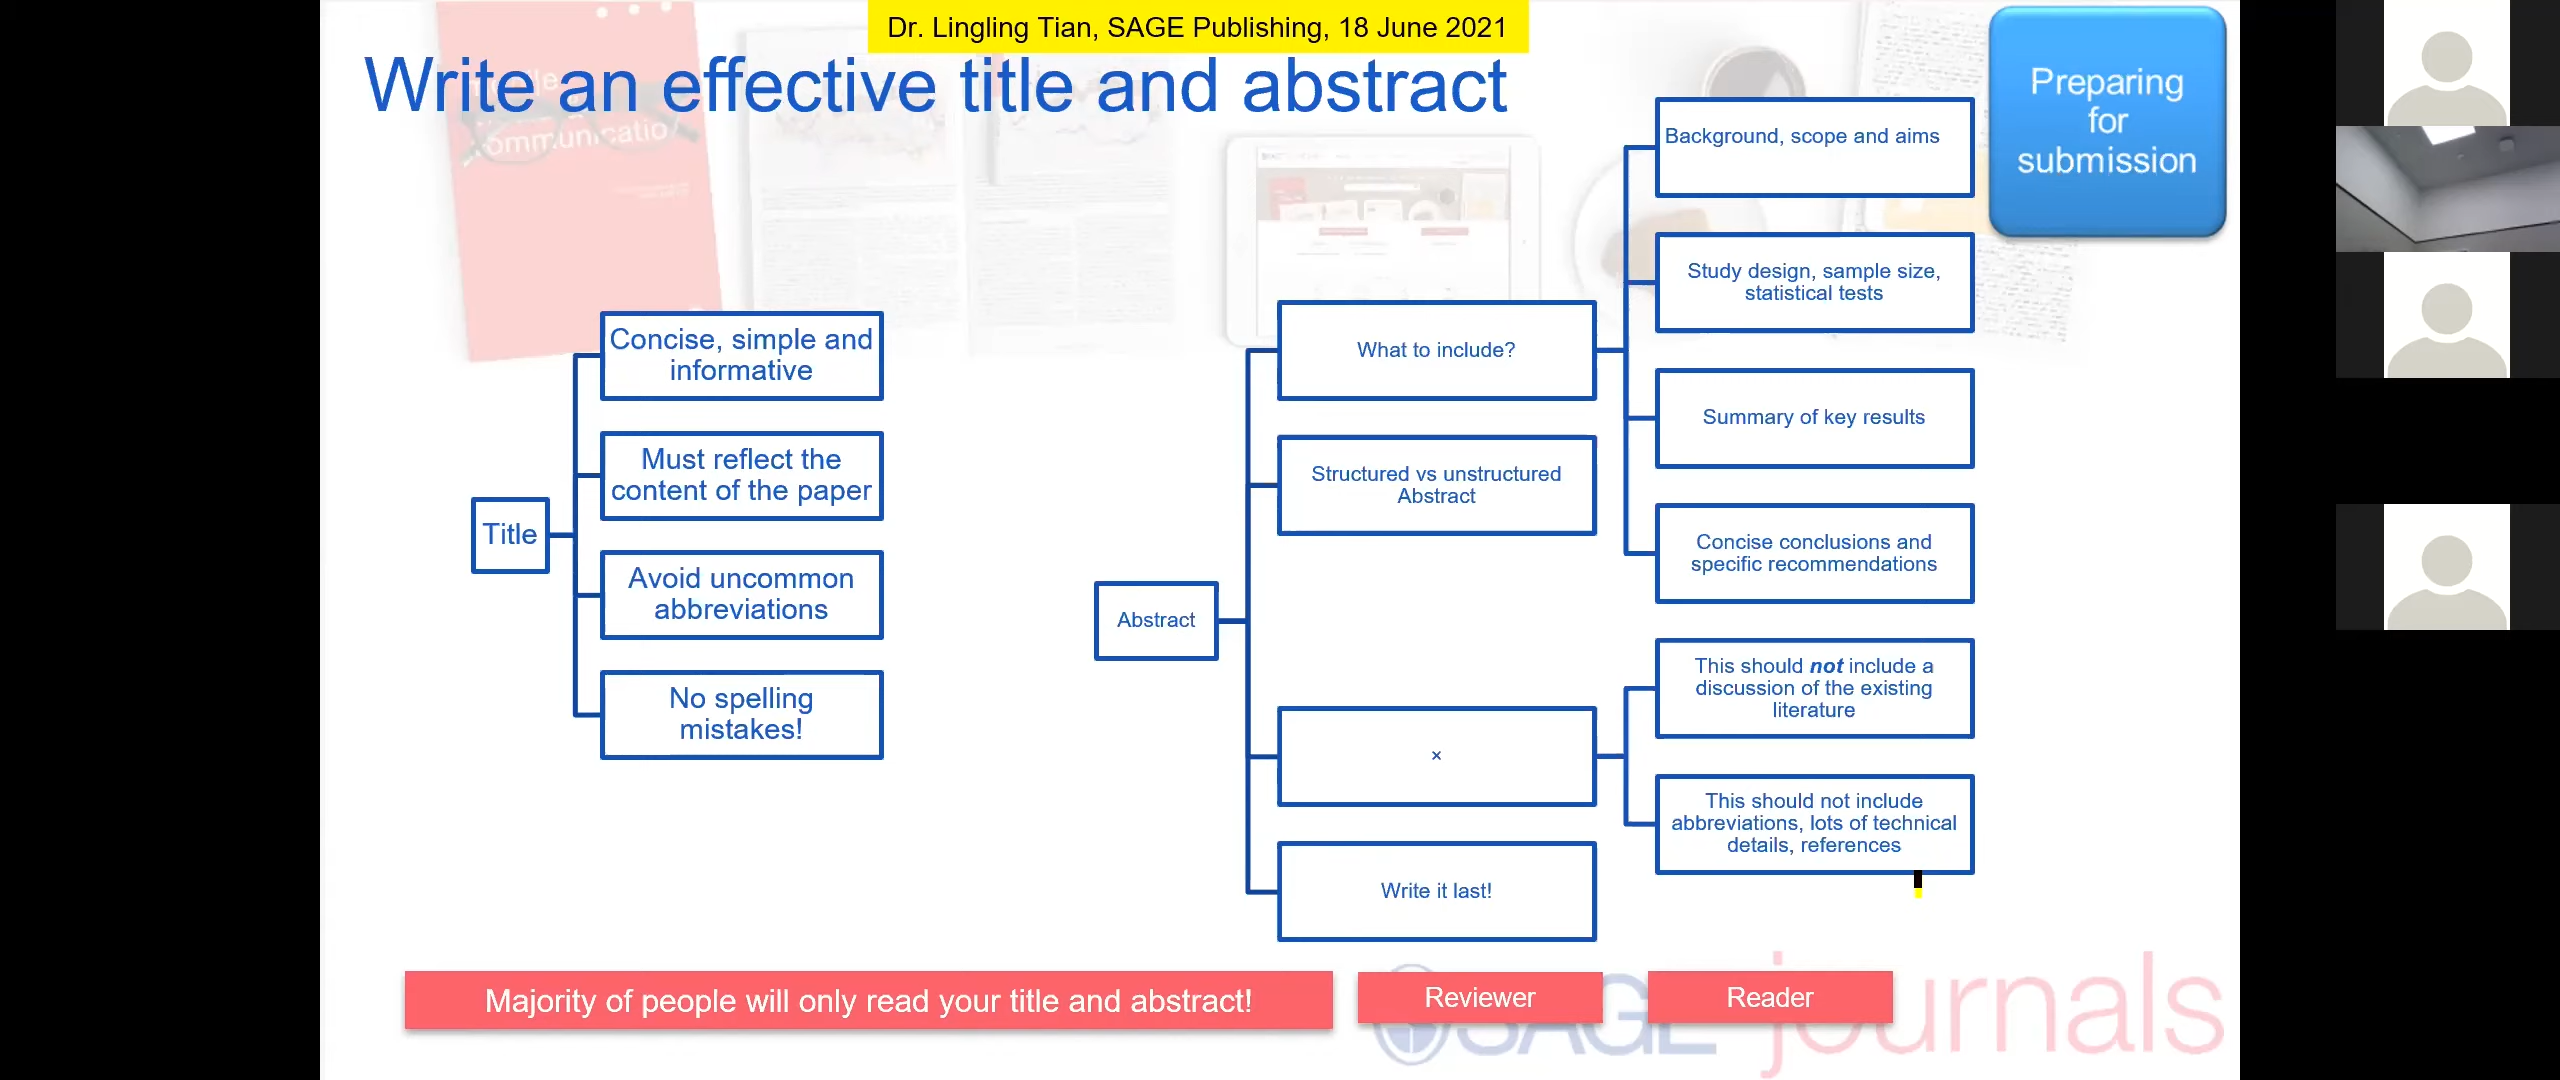 Dr. Lingling Tian, SAGE Publishing, 18 June 2021
Write an effective title and abstract
Preparing
for
submission
Title
Concise, simple and
informative
Must reflect the
content of the paper
Avoid uncommon
abbreviations
No spelling
mistakes!
Abstract
What to include?
Background, scope and aims
Study design, sample size,
statistical tests
Summary of key results
Concise conclusions and
specific recommendations
Structured vs unstructured
Abstract
×
This should not include a
discussion of the existing
literature
This should not include
abbreviations, lots of technical
details, references
Write it last!
Majority of people will only read your title and abstract!
Reviewer
Reader
SAGE journals